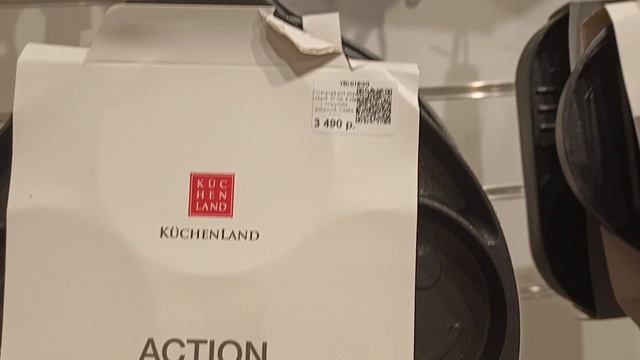 3 490 р.
KÜC
HEN
LAND
KÜCHENLAND
ACTION